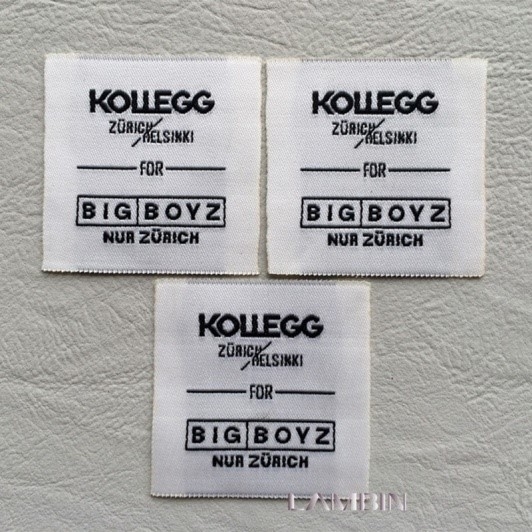 KOLLEGG
ZÜRICH/HELSINKI
FOR
BIG BOYZ
NUR ZÜRICH
KOLLEGG
ZÜRICH/HELSINKI
FOR
BIG BOYZ
NUR ZÜRICH
KOLLEGG
ZÜRICH/HELSINKI
FOR
BIG BOYZ
NUR ZÜRICH
LAMBIN